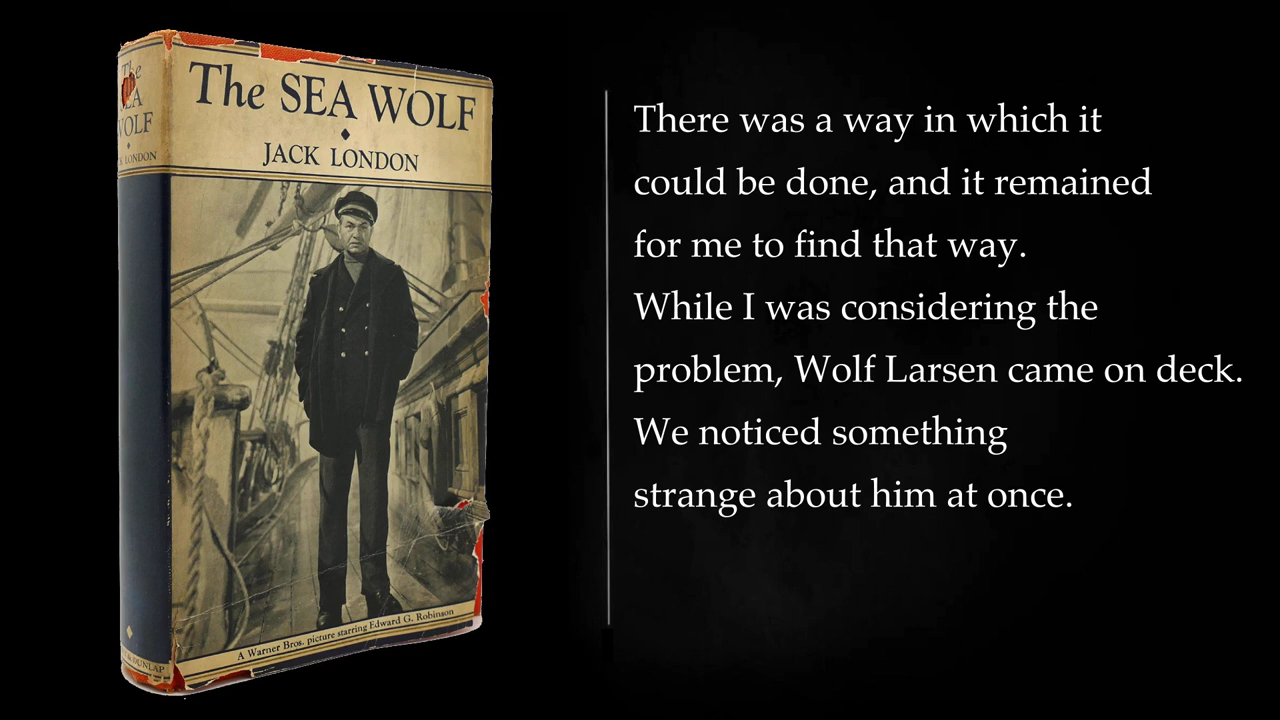 The
SEA
WOLF
LONDON
DUNLAP
The SEA WOLF
JACK LONDON
A Warner Bros. picture starring Edward G. Robinson
There was a way in which it
could be done, and it remained
for me to find that way.
While I was considering the
problem, Wolf Larsen came on deck.
We noticed something
strange about him at once.